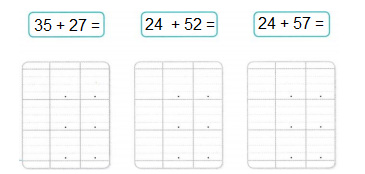 35 + 27 =
24 + 52 =
24 + 57 =